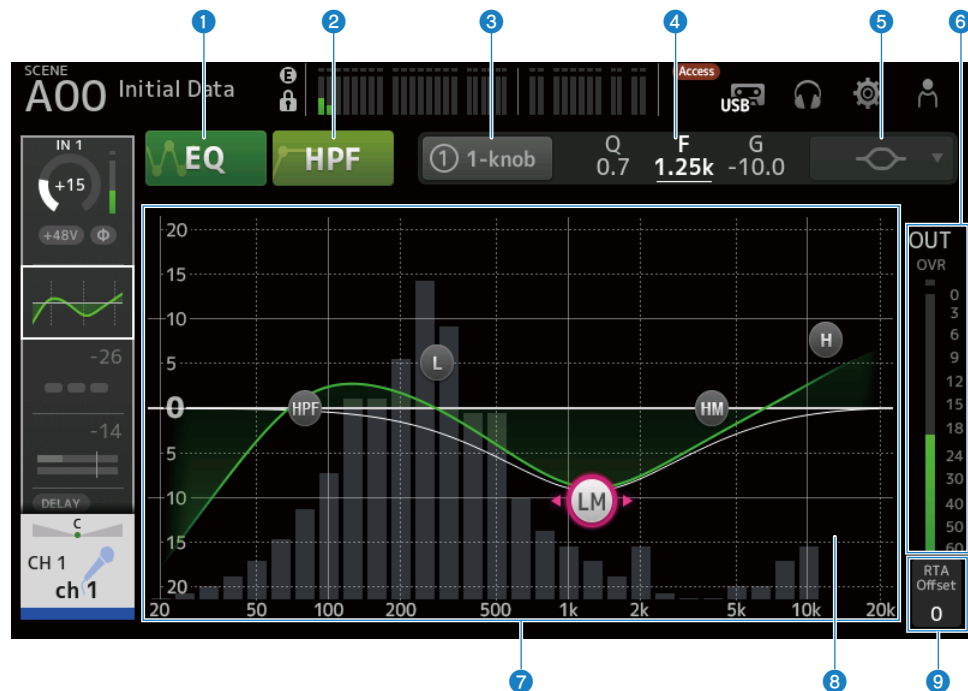 1 2 3 4 5 6
SCENE
A00 Initial Data
E
Access
USB
IN 1
+15
+48V Φ
-26
-14
DELAY
C
CH 1
ch 1
EQ
HPF
1 1-knob
Q F G
0.7 1.25k -10.0
20
15
10
5
0
5
10
15
20
HPF L LM HM H
20 50 100 200 500 1k 2k 5k 10k 20k
OUT
OVR
0
3
6
9
12
15
18
24
30
40
50
60
RTA
Offset
0
7 8 9